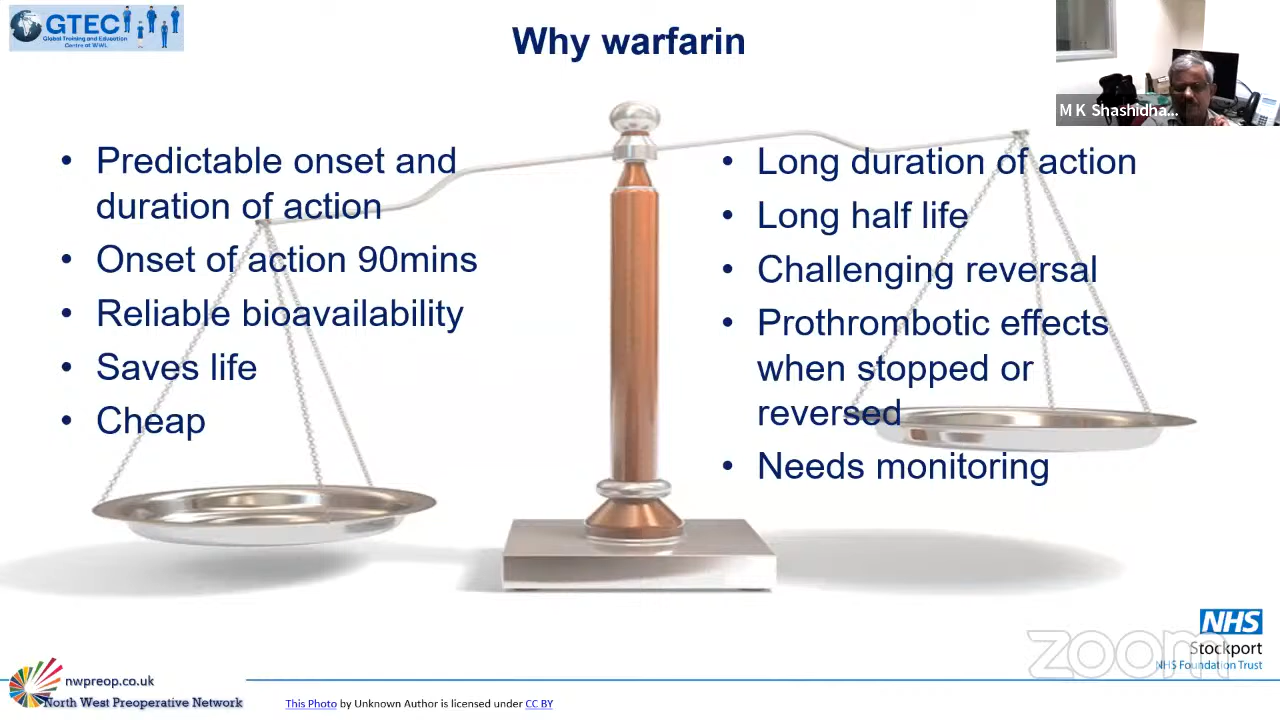 GTEC
Global Training and Education
Centre at WWL
Why warfarin
M K Shashidha...
• Predictable onset and
duration of action
• Onset of action 90mins
• Reliable bioavailability
• Saves life
• Cheap
• Long duration of action
• Long half life
• Challenging reversal
• Prothrombotic effects
when stopped or
reversed
• Needs monitoring
NHS
Stockport
NHS Foundation Trust
zoom
nwpreop.co.uk
North West Preoperative Network
This Photo by Unknown Author is licensed under CC BY